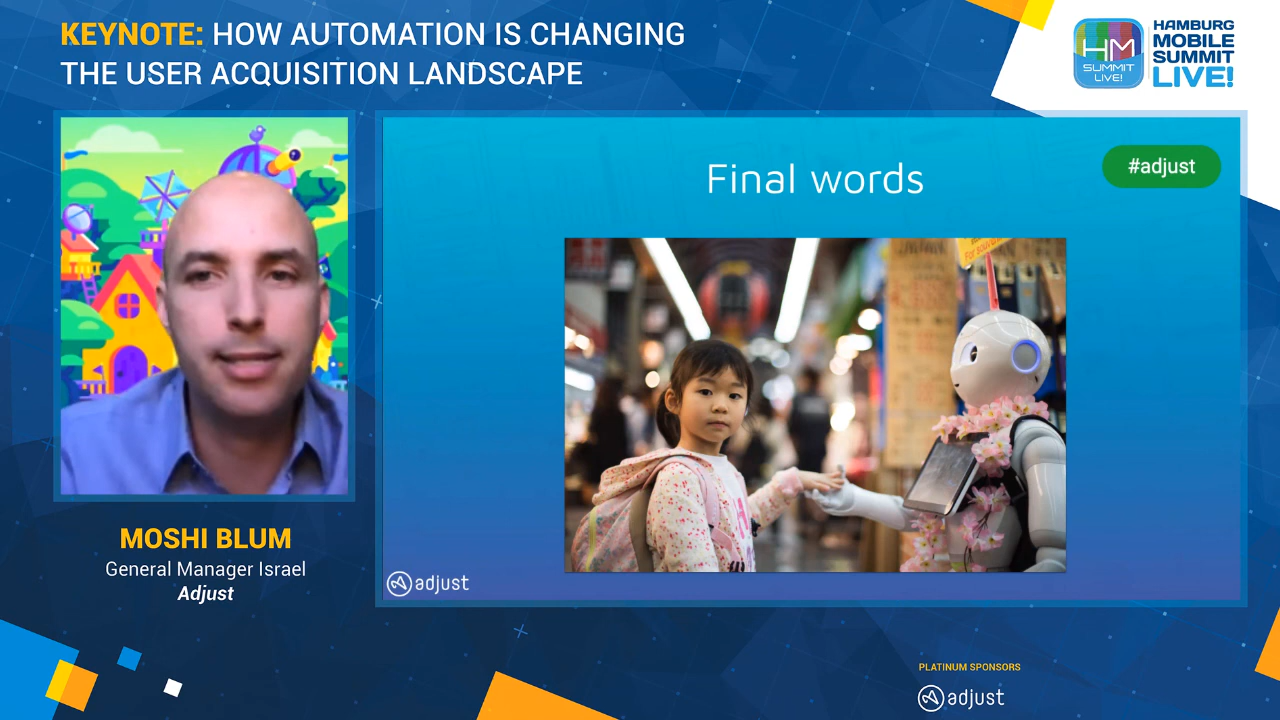 KEYNOTE: HOW AUTOMATION IS CHANGING
THE USER ACQUISITION LANDSCAPE
HM
SUMMIT
LIVE!
HAMBURG
MOBILE
SUMMIT
LIVE!
Final words
#adjust
adjust
MOSHI BLUM
General Manager Israel
Adjust
PLATINUM SPONSORS
adjust